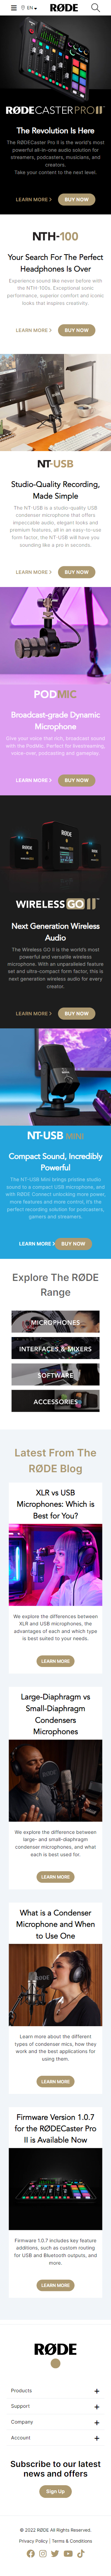 EN
RØDE
RØDECASTER PRO II™
The Revolution is Here
The RØDECaster Pro II is the world's most
powerful all-in-one audio solution for
streamers, podcasters, musicians, and
creators.
Take your content to the next level.
LEARN MORE > BUY NOW
NTH-100
Your Search For The Perfect
Headphones Is Over
Experience sound like never before with
the NTH-100s. Exceptional sonic
performance, superior comfort and iconic
looks that inspire creativity.
LEARN MORE > BUY NOW
NT-USB
Studio-Quality Recording,
Made Simple
The NT-USB is a studio-quality USB
condenser microphone that offers
impeccable audio, elegant looks and
premium features, all in an easy to use
form factor, the NT-USB will have you
sounding like a pro in seconds.
LEARN MORE > BUY NOW
PODMIC
Broadcast-grade Dynamic
Microphone
Give your voice that rich, broadcast sound
with the PodMic. Perfect for livestreaming,
voice-over, podcasting and gameplay.
LEARN MORE > BUY NOW
RØDE
WIRELESS GO II™
Next Generation Wireless
Audio
The Wireless GO II is the world's most
powerful and versatile wireless
microphone. With an unparalleled feature
set and ultra-compact form factor, this is
next generation wireless audio for every
creator.
LEARN MORE > BUY NOW
NT-USB MINI
Compact Sound, Incredibly
Powerful
The NT-USB Mini brings pristine studio
sound to a compact USB microphone, and
with RØDE Connect unlocking more power,
more features and more control, it's the
perfect recording solution for podcasters,
gamers and streamers.
LEARN MORE > BUY NOW
Explore The RØDE
Range
MICROPHONES
INTERFACES & MIXERS
SOFTWARE
ACCESSORIES
Latest From The
RØDE Blog
XLR vs USB
Microphones: Which is
Best for You?
We explore the differences between
XLR and USB microphones, the
advantages of each and which type
is best suited to your needs.
LEARN MORE
Large-Diaphragm vs
Small-Diaphragm
Condensers
Microphones
We explore the difference between
large- and small-diaphragm
condenser microphones, and what
each is best used for.
LEARN MORE
What is a Condenser
Microphone and When
to Use One
Learn more about the different
types of condenser mics, how they
work and the best applications for
using them.
LEARN MORE
Firmware Version 1.0.7
for the RØDECaster Pro
II is Available Now
Firmware 1.0.7 includes key feature
additions, such as custom routing
for USB and Bluetooth outputs, and
more.
LEARN MORE
RØDE
Products +
Support +
Company +
Account +
Subscribe to our latest
news and offers
Sign Up
© 2022 RØDE All Rights Reserved.
Privacy Policy | Terms & Conditions